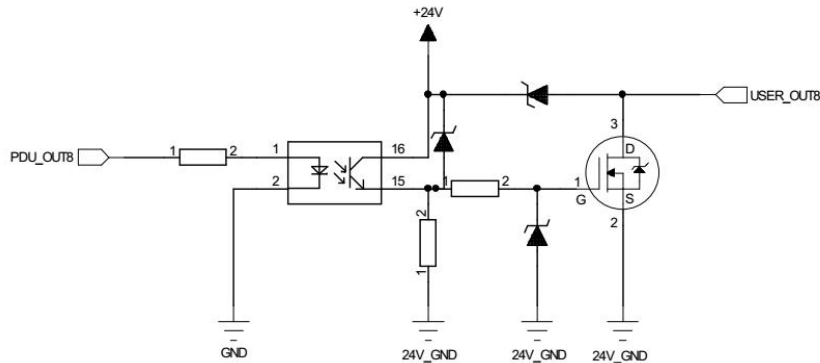 +24V
USER_OUT8
3
D
1 2 1 16
PDU_OUT8
2 15 1 2 1
G S
2
2
1
GND 24V_GND 24V_GND 24V_GND